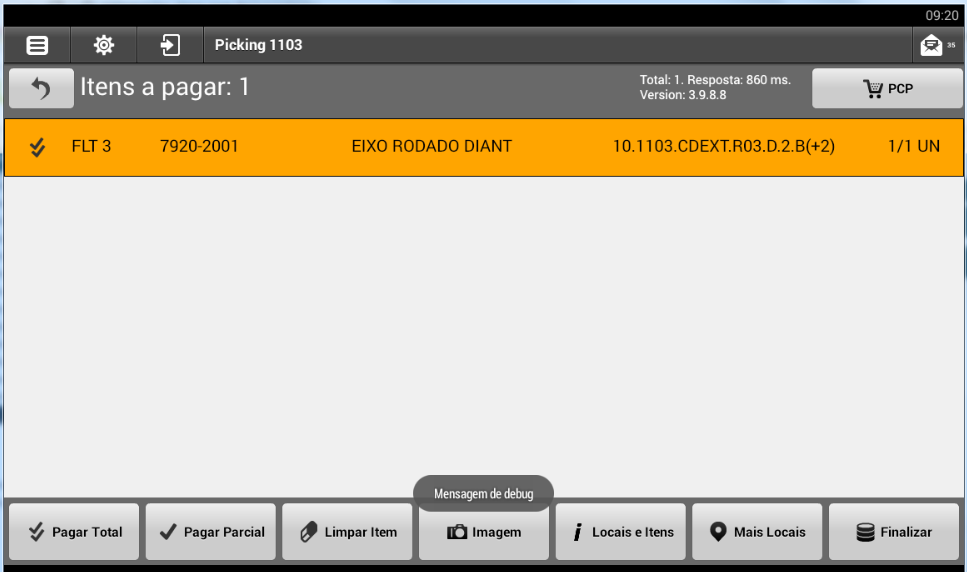 09:20
Picking 1103
35
Itens a pagar: 1
Total: 1. Resposta: 860 ms.
Version: 3.9.8.8
PCP
FLT 3 7920-2001 EIXO RODADO DIANT 10.1103.CDEXT.R03.D.2.B(+2) 1/1 UN
Mensagem de debug
Pagar Total Pagar Parcial Limpar Item Imagem Locais e Itens Mais Locais Finalizar